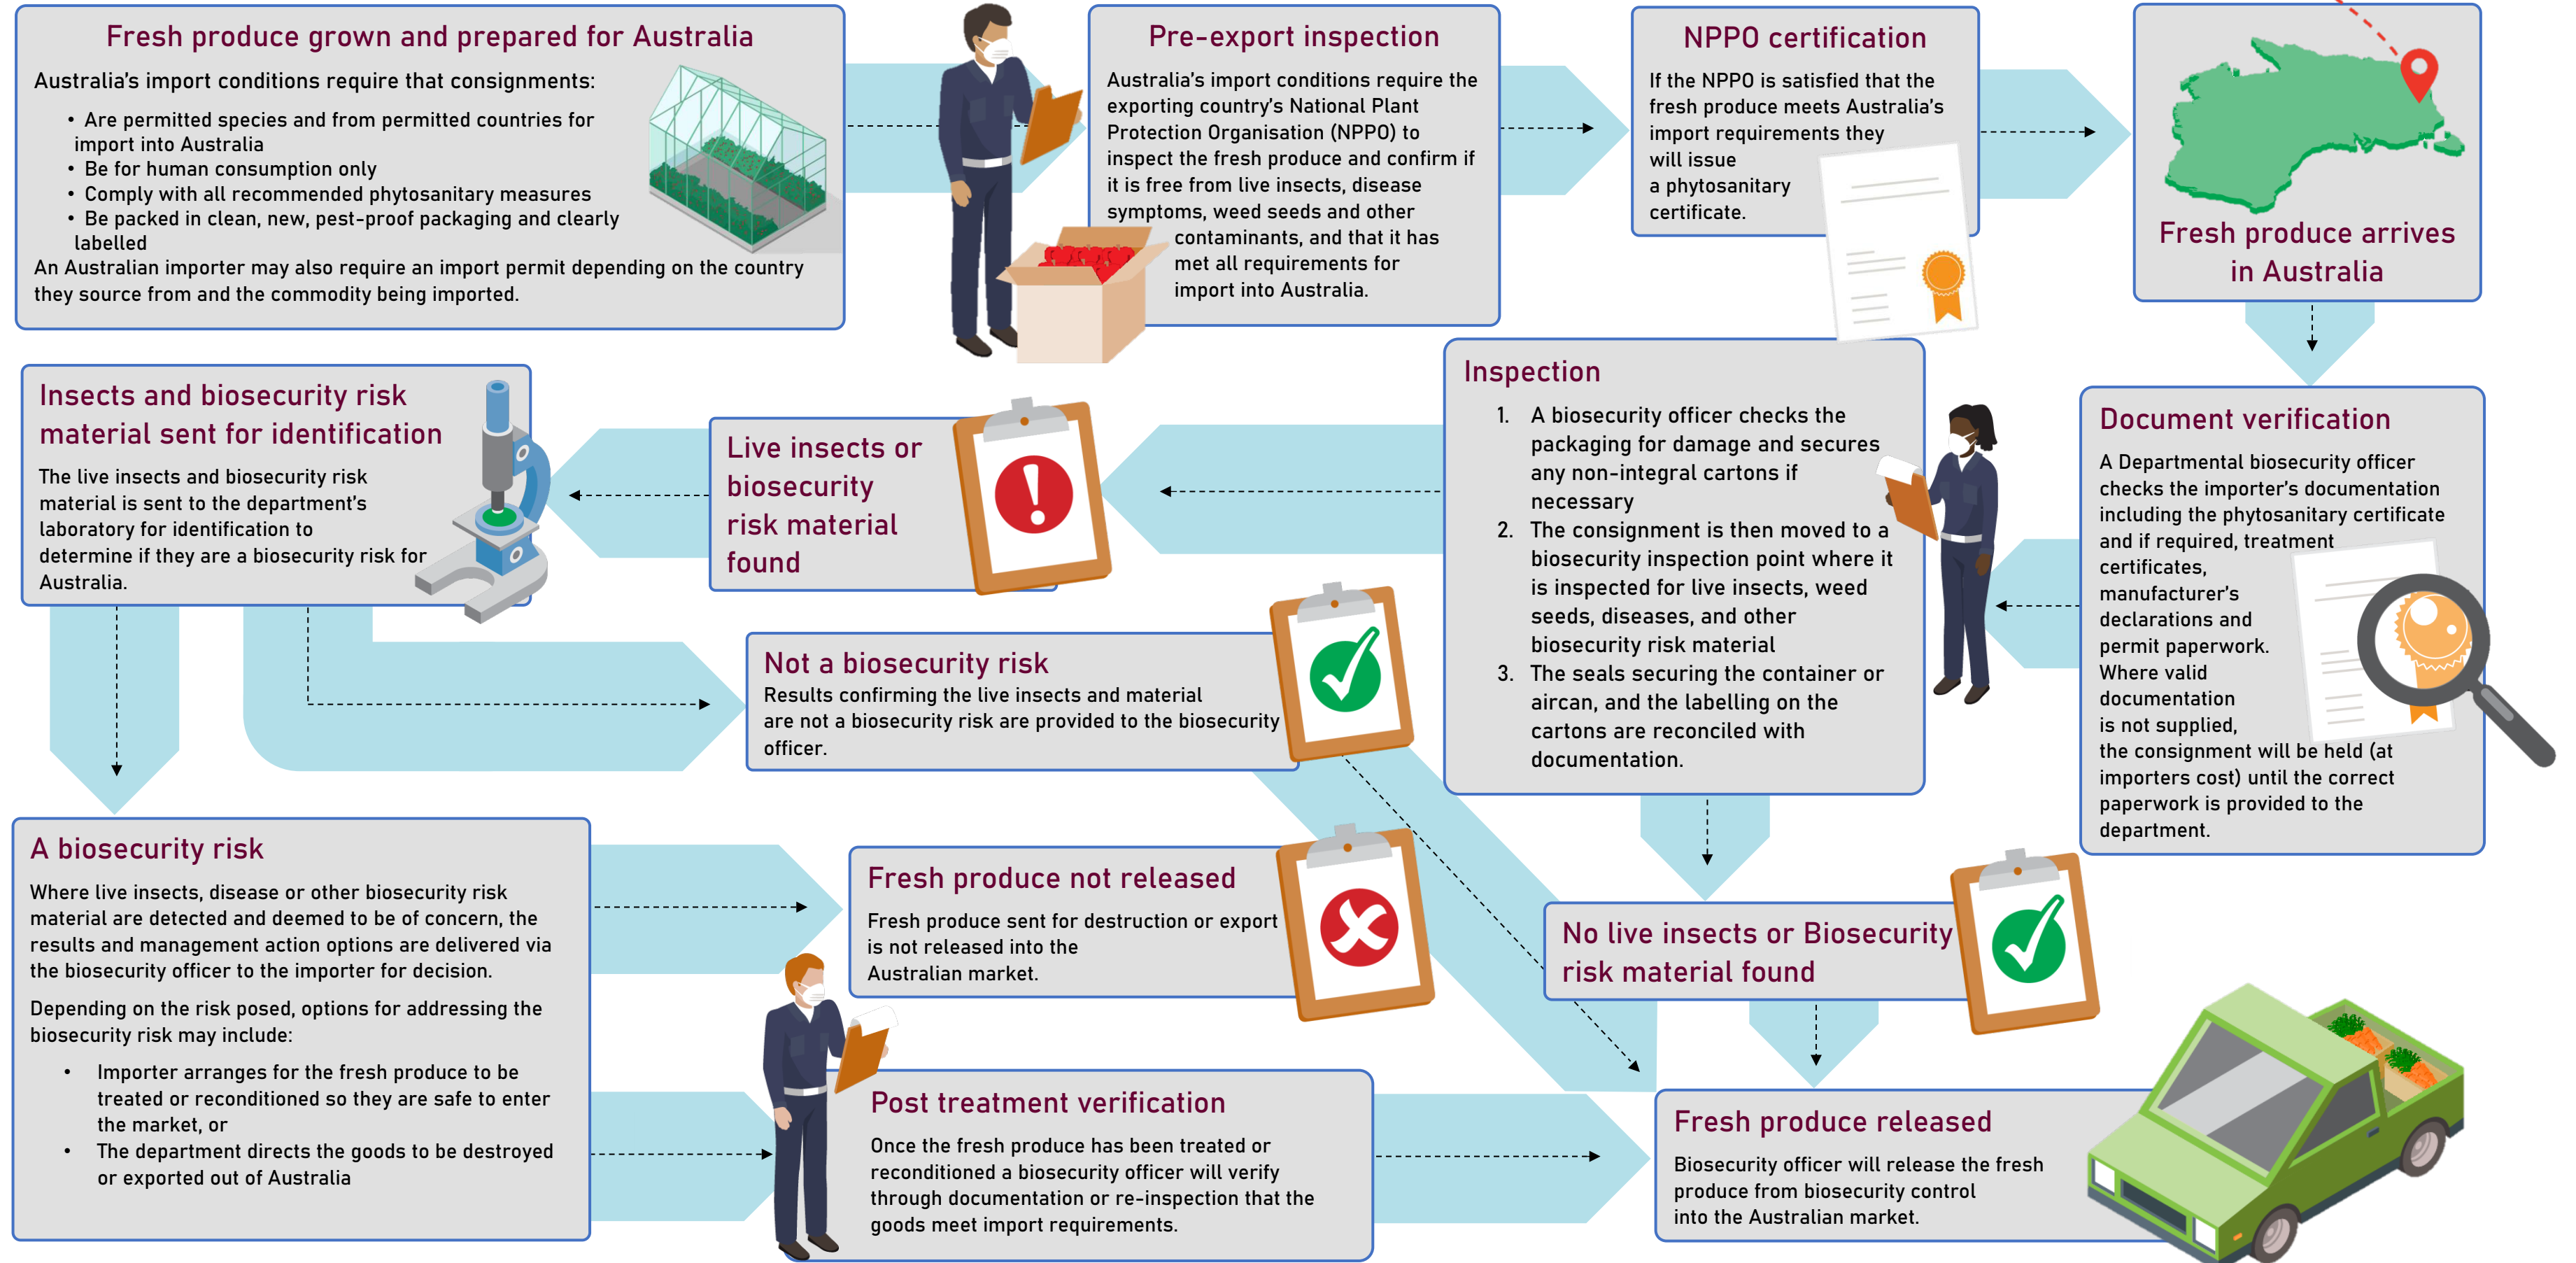 Fresh produce grown and prepared for Australia
Australia's import conditions require that consignments:
• Are permitted species and from permitted countries for
import into Australia
• Be for human consumption only
• Comply with all recommended phytosanitary measures
• Be packed in clean, new, pest-proof packaging and clearly
labelled
An Australian importer may also require an import permit depending on the country
they source from and the commodity being imported.
Pre-export inspection
Australia's import conditions require the
exporting country's National Plant
Protection Organisation (NPPO) to
inspect the fresh produce and confirm if
it is free from live insects, disease
symptoms, weed seeds and other
contaminants, and that it has
met all requirements for
import into Australia.
NPPO certification
If the NPPO is satisfied that the
fresh produce meets Australia's
import requirements they
will issue
a phytosanitary
certificate.
Fresh produce arrives
in Australia
Document verification
A Departmental biosecurity officer
checks the importer's documentation
including the phytosanitary certificate
and if required, treatment
certificates,
manufacturer's
declarations and
permit paperwork.
Where valid
documentation
is not supplied,
the consignment will be held (at
importers cost) until the correct
paperwork is provided to the
department.
Inspection
1. A biosecurity officer checks the
packaging for damage and secures
any non-integral cartons if
necessary
2. The consignment is then moved to a
biosecurity inspection point where it
is inspected for live insects, weed
seeds, diseases, and other
biosecurity risk material
3. The seals securing the container or
aircan, and the labelling on the
cartons are reconciled with
documentation.
Live insects or
biosecurity
risk material
found
Insects and biosecurity risk
material sent for identification
The live insects and biosecurity risk
material is sent to the department's
laboratory for identification to
determine if they are a biosecurity risk for
Australia.
Not a biosecurity risk
Results confirming the live insects and material
are not a biosecurity risk are provided to the biosecurity
officer.
A biosecurity risk
Where live insects, disease or other biosecurity risk
material are detected and deemed to be of concern, the
results and management action options are delivered via
the biosecurity officer to the importer for decision.
Depending on the risk posed, options for addressing the
biosecurity risk may include:
• Importer arranges for the fresh produce to be
treated or reconditioned so they are safe to enter
the market, or
• The department directs the goods to be destroyed
or exported out of Australia
Fresh produce not released
Fresh produce sent for destruction or export
is not released into the
Australian market.
No live insects or Biosecurity
risk material found
Post treatment verification
Once the fresh produce has been treated or
reconditioned a biosecurity officer will verify
through documentation or re-inspection that the
goods meet import requirements.
Fresh produce released
Biosecurity officer will release the fresh
produce from biosecurity control
into the Australian market.